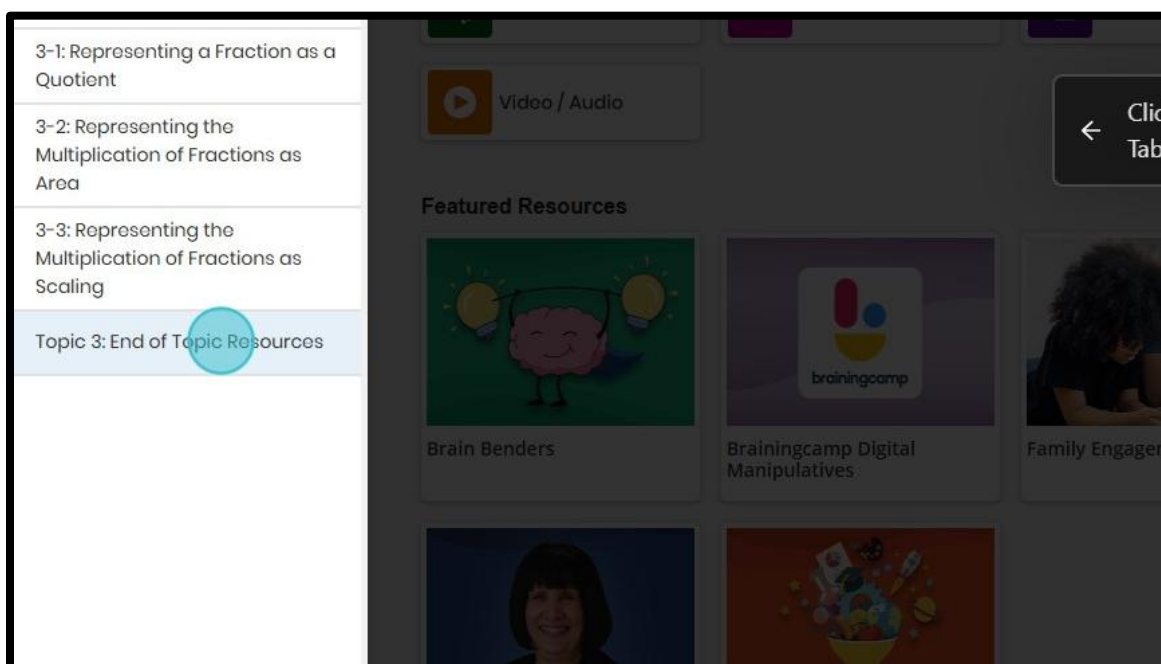 3-1: Representing a Fraction as a
Quotient
3-2: Representing the
Multiplication of Fractions as
Area
3-3: Representing the
Multiplication of Fractions as
Scaling
Topic 3: End of Topic Resources
Video / Audio
Featured Resources
brainingcamp
Brain Benders
Brainingcamp Digital
Manipulatives
Family